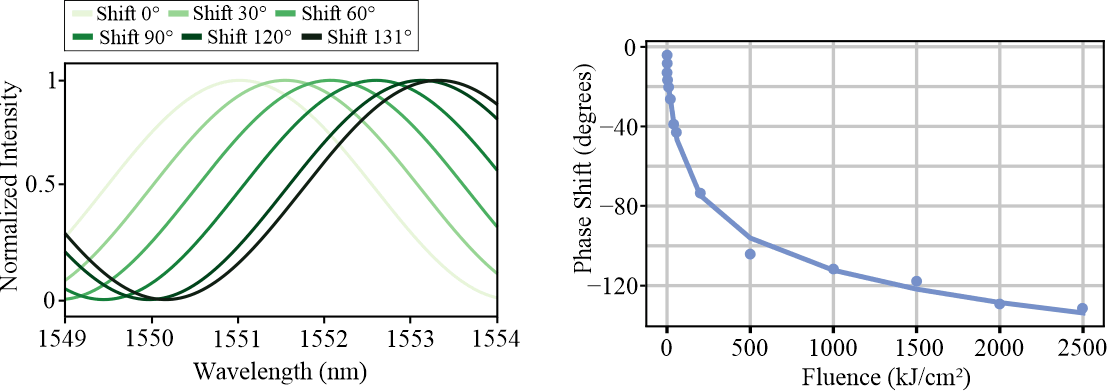 Shift 0° Shift 30° Shift 60°
Shift 90° Shift 120° Shift 131°
Normalized Intensity
1
0.5
0
1549 1550 1551 1552 1553 1554
Wavelength (nm)
Phase Shift (degrees)
0
−40
−80
−120
0 500 1000 1500 2000 2500
Fluence (kJ/cm²)